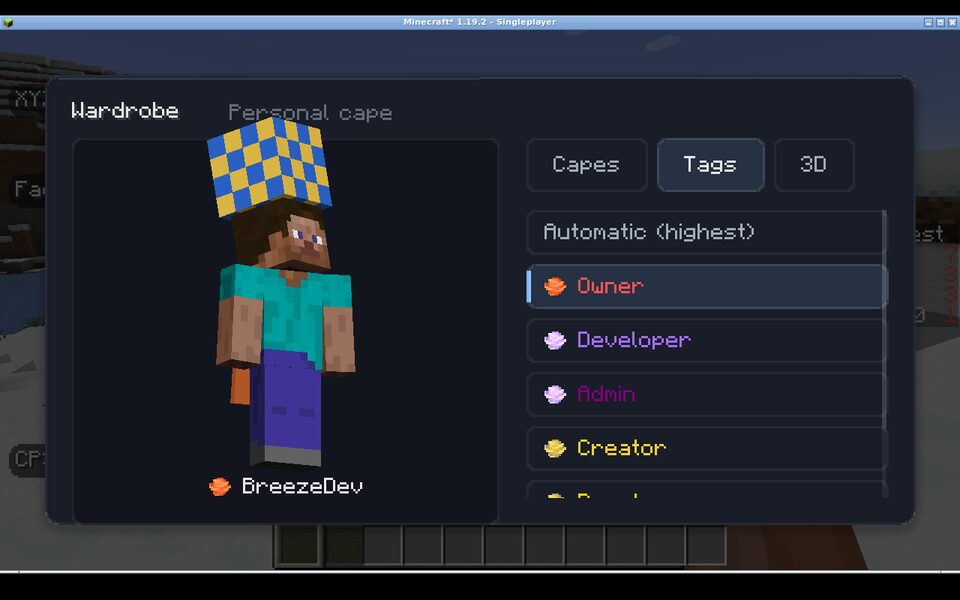 Minecraft* 1.19.2 - Singleplayer
Wardrobe
Personal cape
Capes
Tags
3D
Automatic (highest)
Owner
Developer
Admin
Creator
BreezeDev